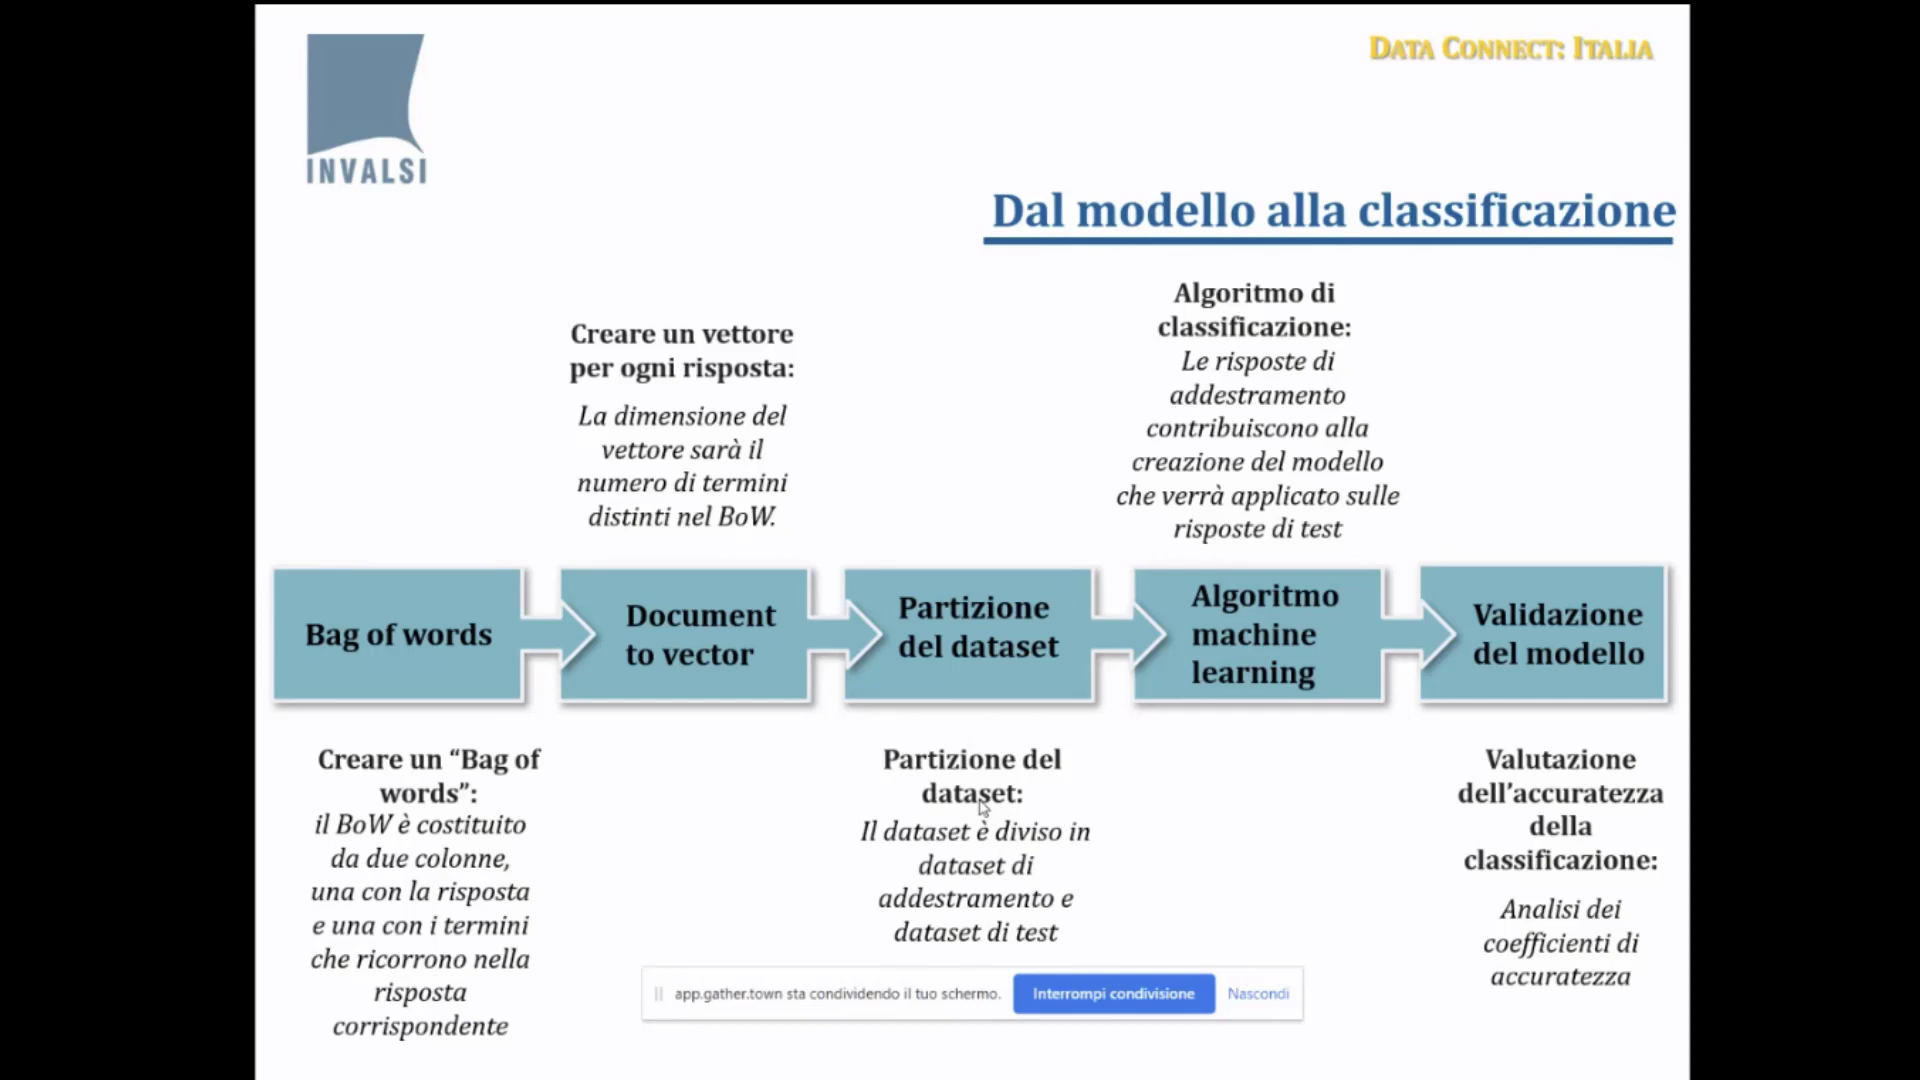 INVALSI
DATA CONNECT: ITALIA
Dal modello alla classificazione
Creare un vettore
per ogni risposta:
La dimensione del
vettore sarà il
numero di termini
distinti nel BoW.
Algoritmo di
classificazione:
Le risposte di
addestramento
contribuiscono alla
creazione del modello
che verrà applicato sulle
risposte di test
Bag of words
Document
to vector
Partizione
del dataset
Algoritmo
machine
learning
Validazione
del modello
Creare un “Bag of
words”:
il BoW è costituito
da due colonne,
una con la risposta
e una con i termini
che ricorrono nella
risposta
corrispondente
Partizione del
dataset:
Il dataset è diviso in
dataset di
addestramento e
dataset di test
Valutazione
dell’accuratezza
della
classificazione:
Analisi dei
coefficienti di
accuratezza
app.gather.town sta condividendo il tuo schermo.
Interrompi condivisione
Nascondi